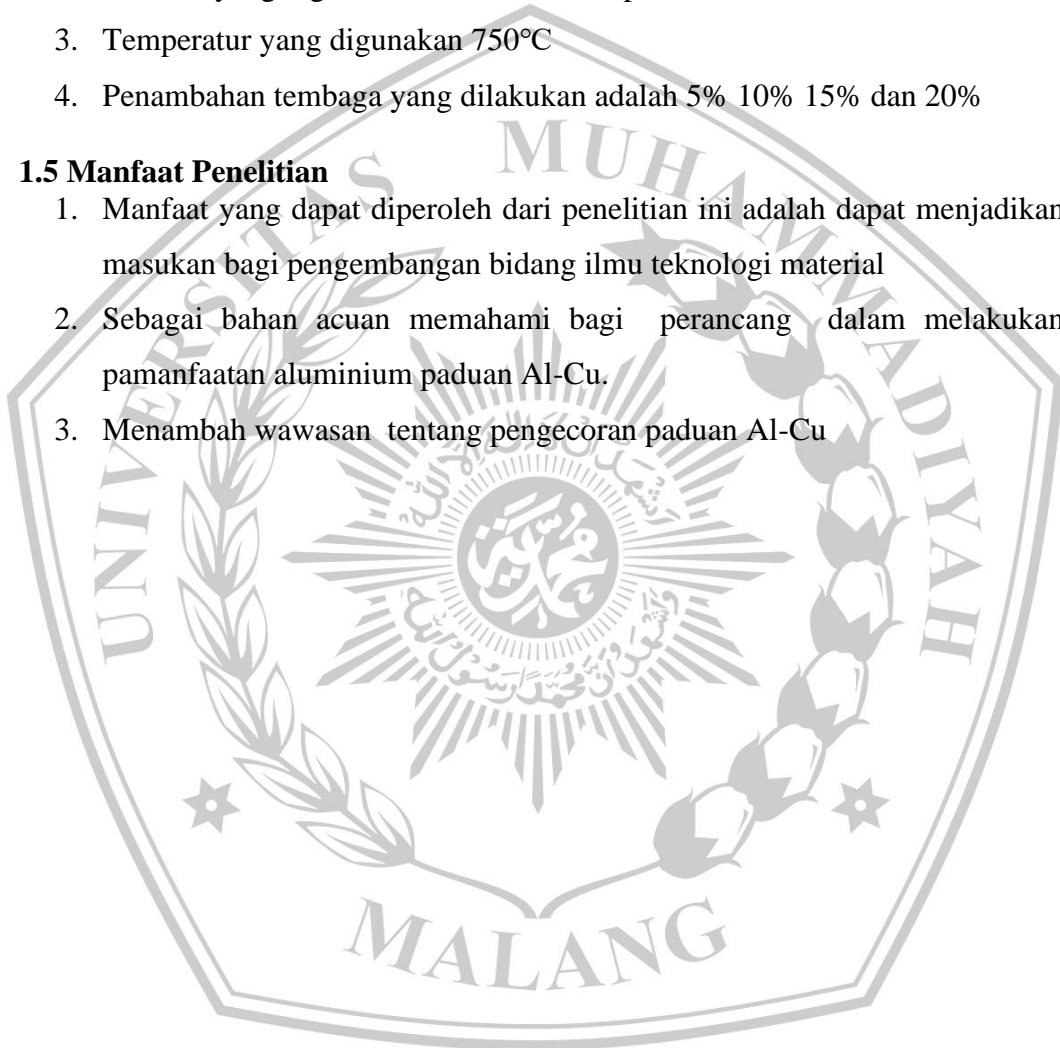 3. Temperatur yang digunakan 750°C
4. Penambahan tembaga yang dilakukan adalah 5% 10% 15% dan 20%
1.5 Manfaat Penelitian
1. Manfaat yang dapat diperoleh dari penelitian ini adalah dapat menjadikan
masukan bagi pengembangan bidang ilmu teknologi material
2. Sebagai bahan acuan memahami bagi perancang dalam melakukan
pamanfaatan aluminium paduan Al-Cu.
3. Menambah wawasan tentang pengecoran paduan Al-Cu
UNIVERSITAS MUHAMMADIYAH
MALANG